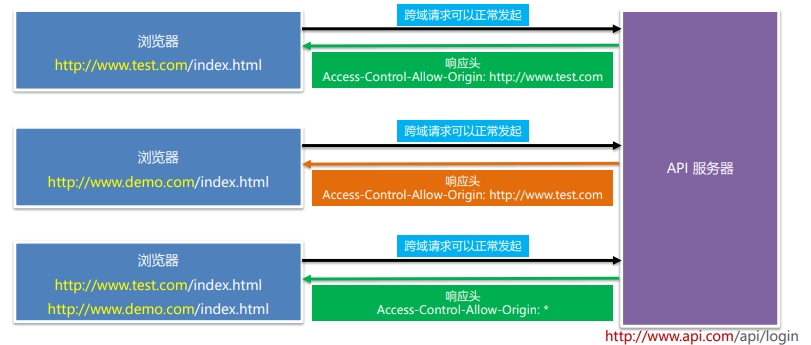 跨域请求可以正常发起
浏览器
http://www.test.com/index.html
响应头
Access-Control-Allow-Origin: http://www.test.com
跨域请求可以正常发起
浏览器
http://www.demo.com/index.html
响应头
Access-Control-Allow-Origin: http://www.test.com
API 服务器
跨域请求可以正常发起
浏览器
http://www.test.com/index.html
http://www.demo.com/index.html
响应头
Access-Control-Allow-Origin: *
http://www.api.com/api/login